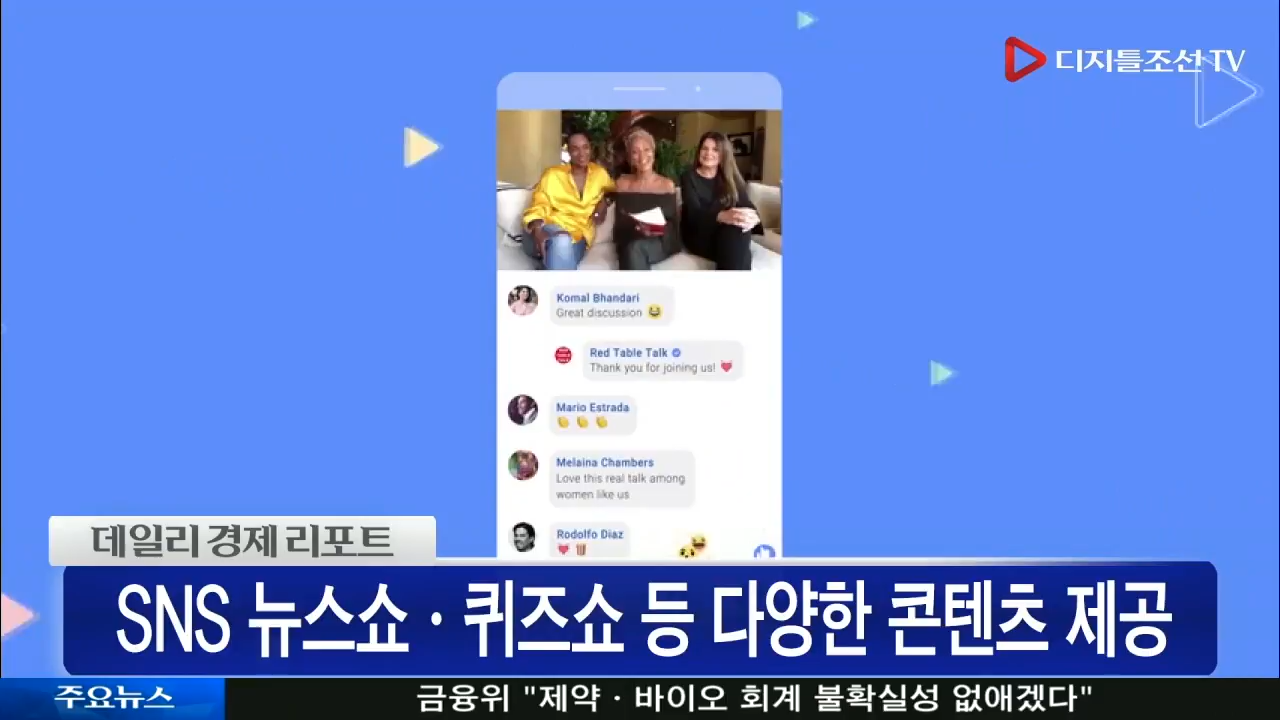 디지틀조선 TV
Komal Bhandari
Great discussion 😂
Red Table Talk
Thank you for joining us! 💓
Mario Estrada
👏 👏 👏
Melaina Chambers
Love this real talk among
women like us
Rodolfo Diaz
데일리 경제 리포트
SNS 뉴스쇼 · 퀴즈쇼 등 다양한 콘텐츠 제공
주요뉴스
금융위 "제약 · 바이오 회계 불확실성 없애겠다"